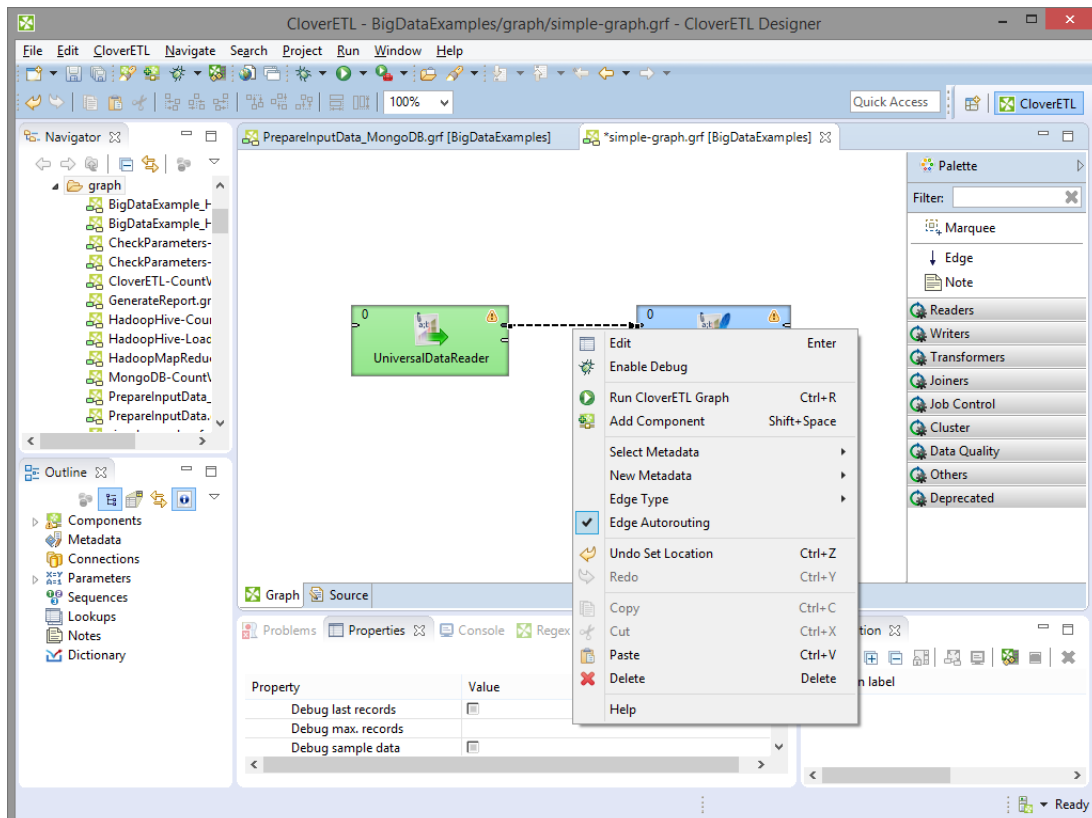 CloverETL - BigDataExamples/graph/simple-graph.grf - CloverETL Designer
File Edit CloverETL Navigate Search Project Run Window Help
100% Quick Access CloverETL
Navigator
graph
BigDataExample_H
BigDataExample_H
CheckParameters-
CheckParameters-
CloverETL-CountV
GenerateReport.gr
HadoopHive-Cou
HadoopHive-Load
HadoopMapRedu
MongoDB-CountV
PrepareInputData_
PrepareInputData.
Outline
Components
Metadata
Connections
Parameters
Sequences
Lookups
Notes
Dictionary
PrepareInputData_MongoDB.grf [BigDataExamples] *simple-graph.grf [BigDataExamples]
0
UniversalDataReader
0
Palette
Filter:
Marquee
Edge
Note
Readers
Writers
Transformers
Joiners
Job Control
Cluster
Data Quality
Others
Deprecated
Edit Enter
Enable Debug
Run CloverETL Graph Ctrl+R
Add Component Shift+Space
Select Metadata
New Metadata
Edge Type
Edge Autorouting
Undo Set Location Ctrl+Z
Redo Ctrl+Y
Copy Ctrl+C
Cut Ctrl+X
Paste Ctrl+V
Delete Delete
Help
Graph Source
Problems Properties Console Regex
Property Value
Debug last records
Debug max. records
Debug sample data
tion
n label
Ready